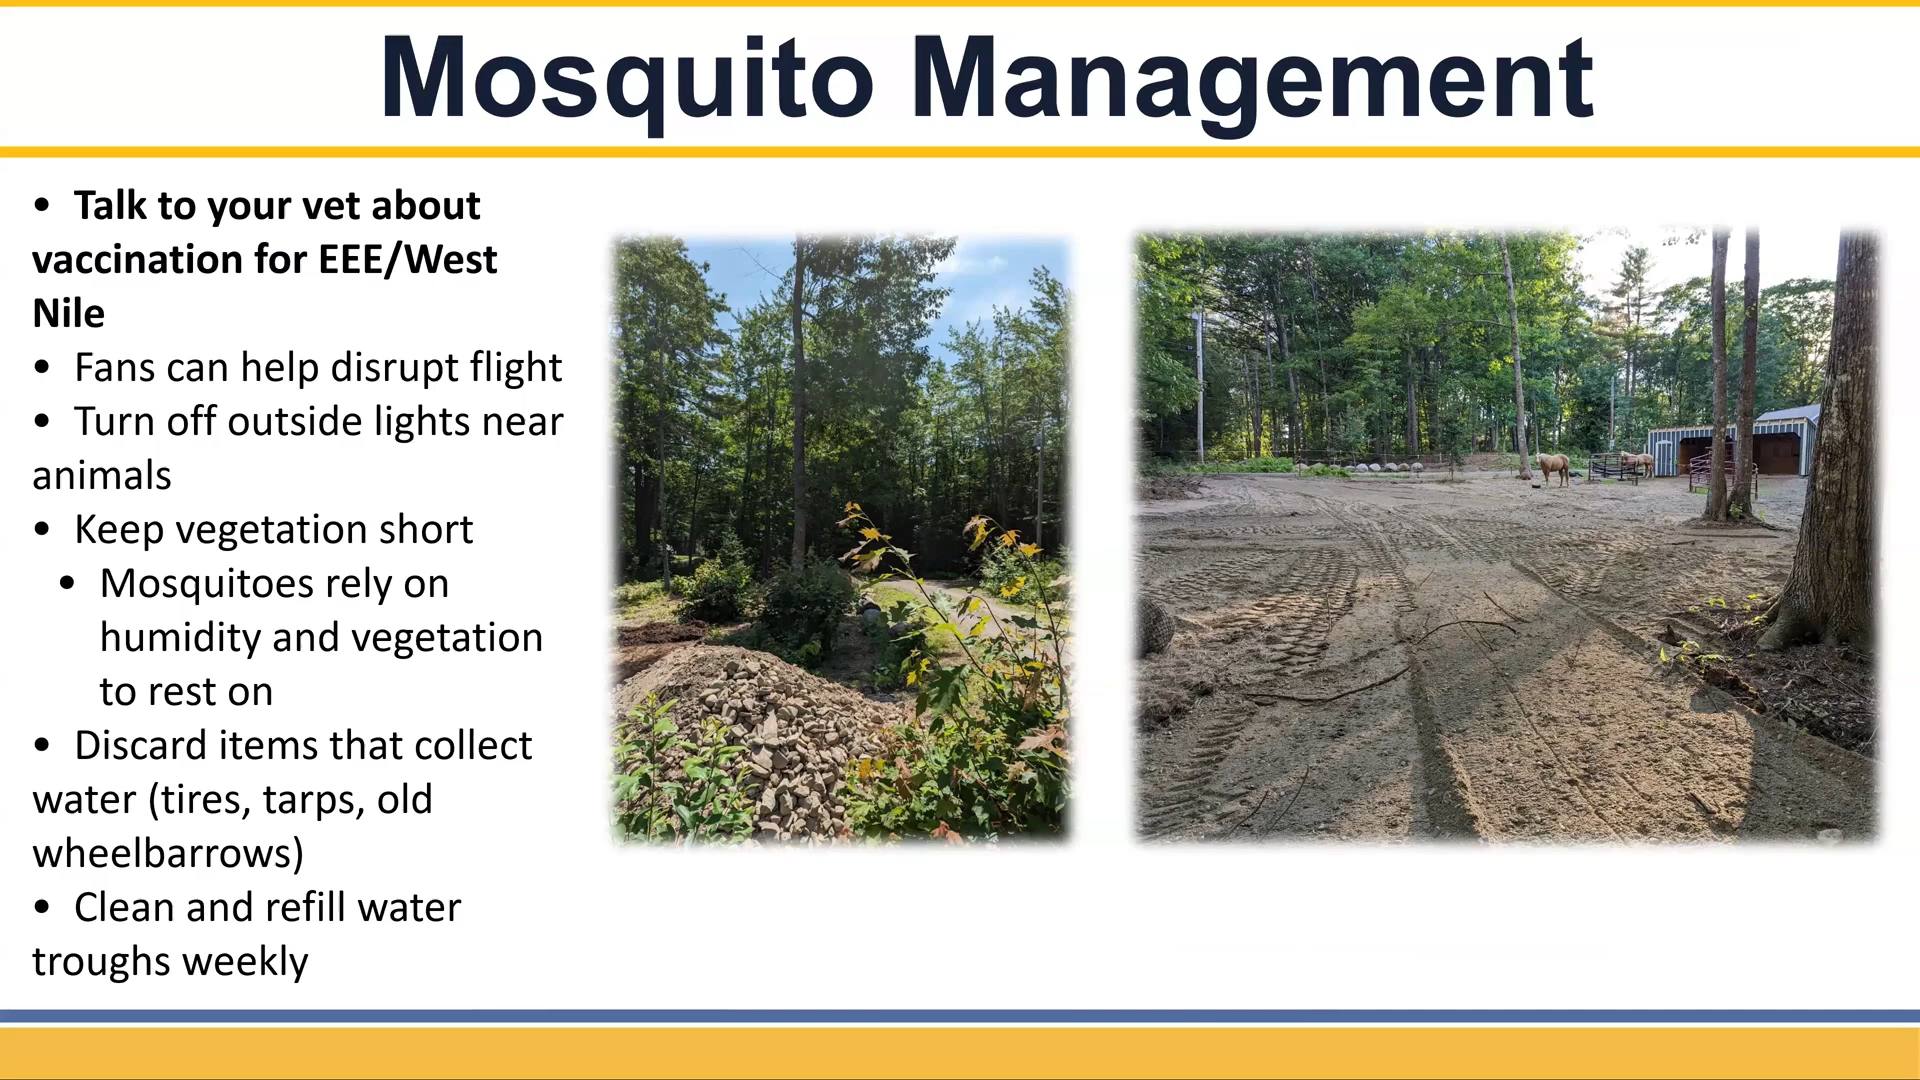 Mosquito Management
• Talk to your vet about
vaccination for EEE/West
Nile
• Fans can help disrupt flight
• Turn off outside lights near
animals
• Keep vegetation short
• Mosquitoes rely on
humidity and vegetation
to rest on
• Discard items that collect
water (tires, tarps, old
wheelbarrows)
• Clean and refill water
troughs weekly